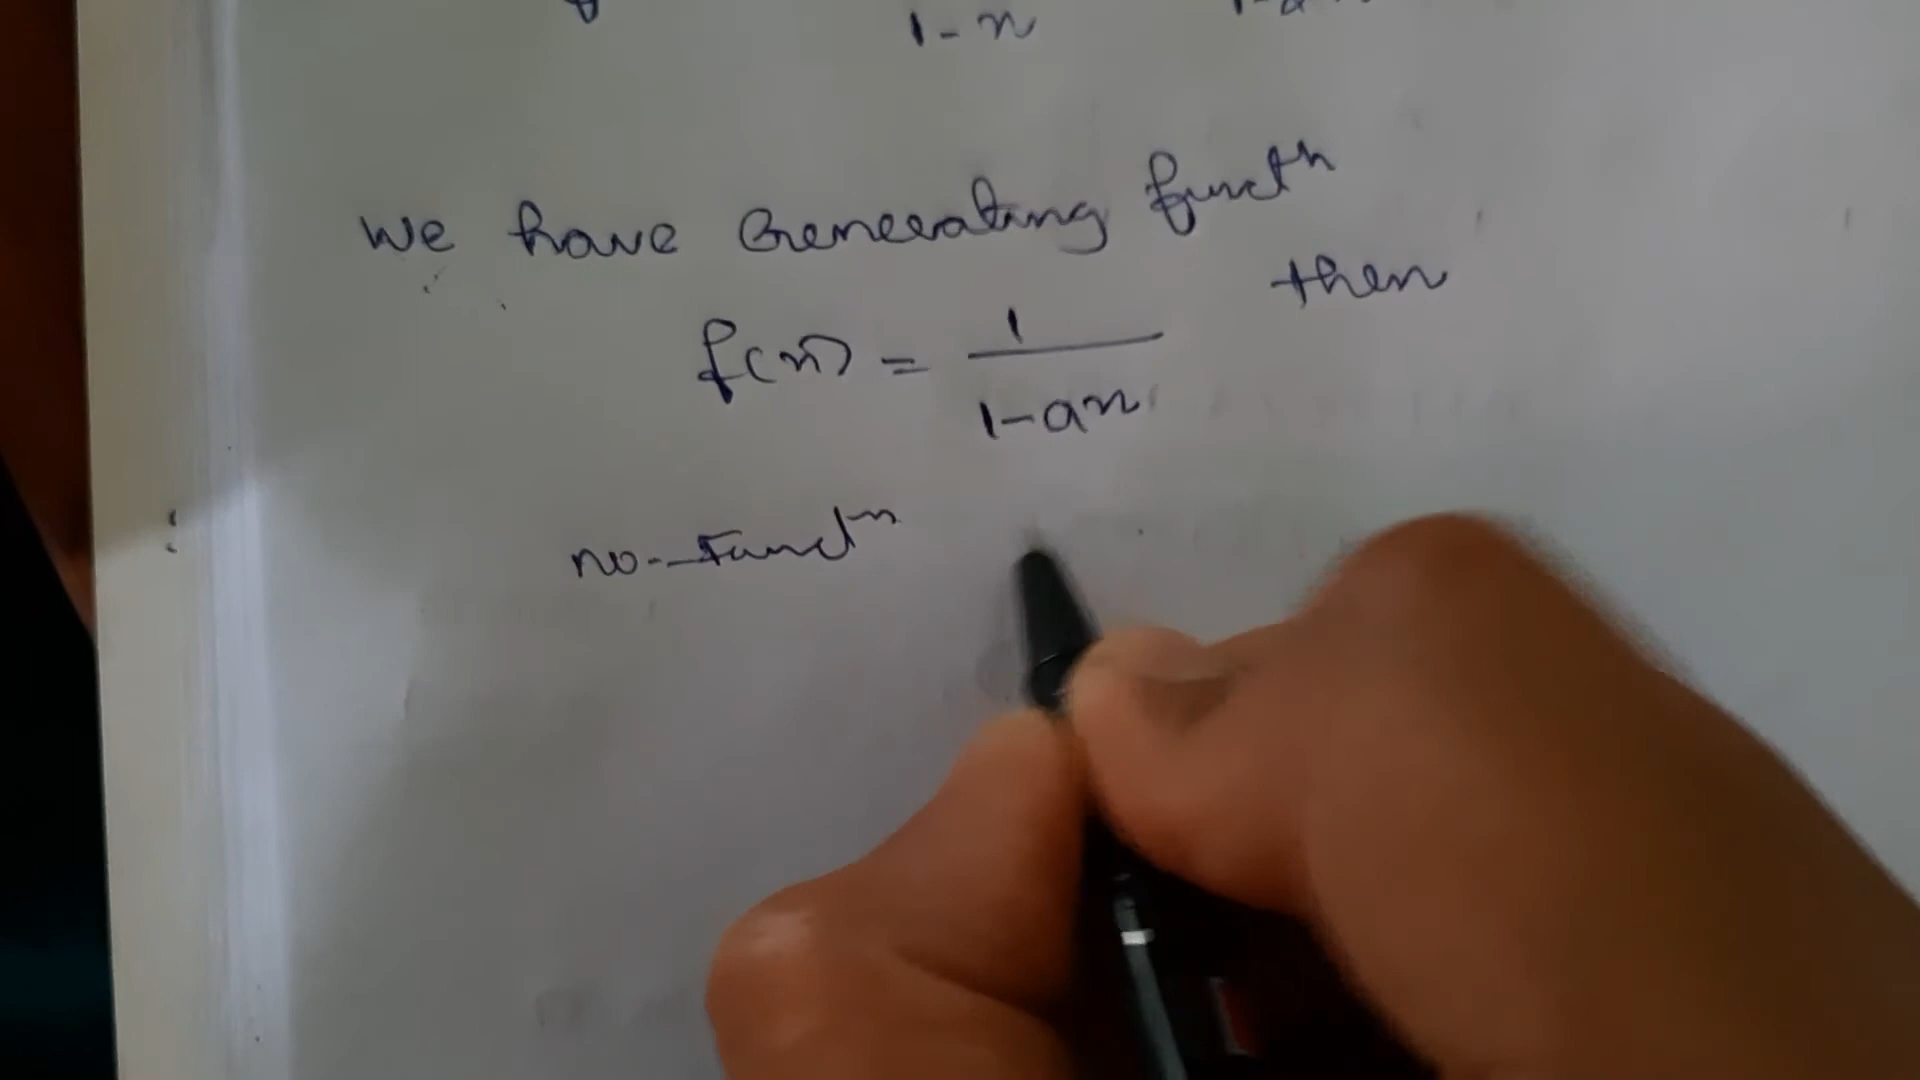 1-x
we have Generating functn
then
f(x) = 1/1-ax
no- functn